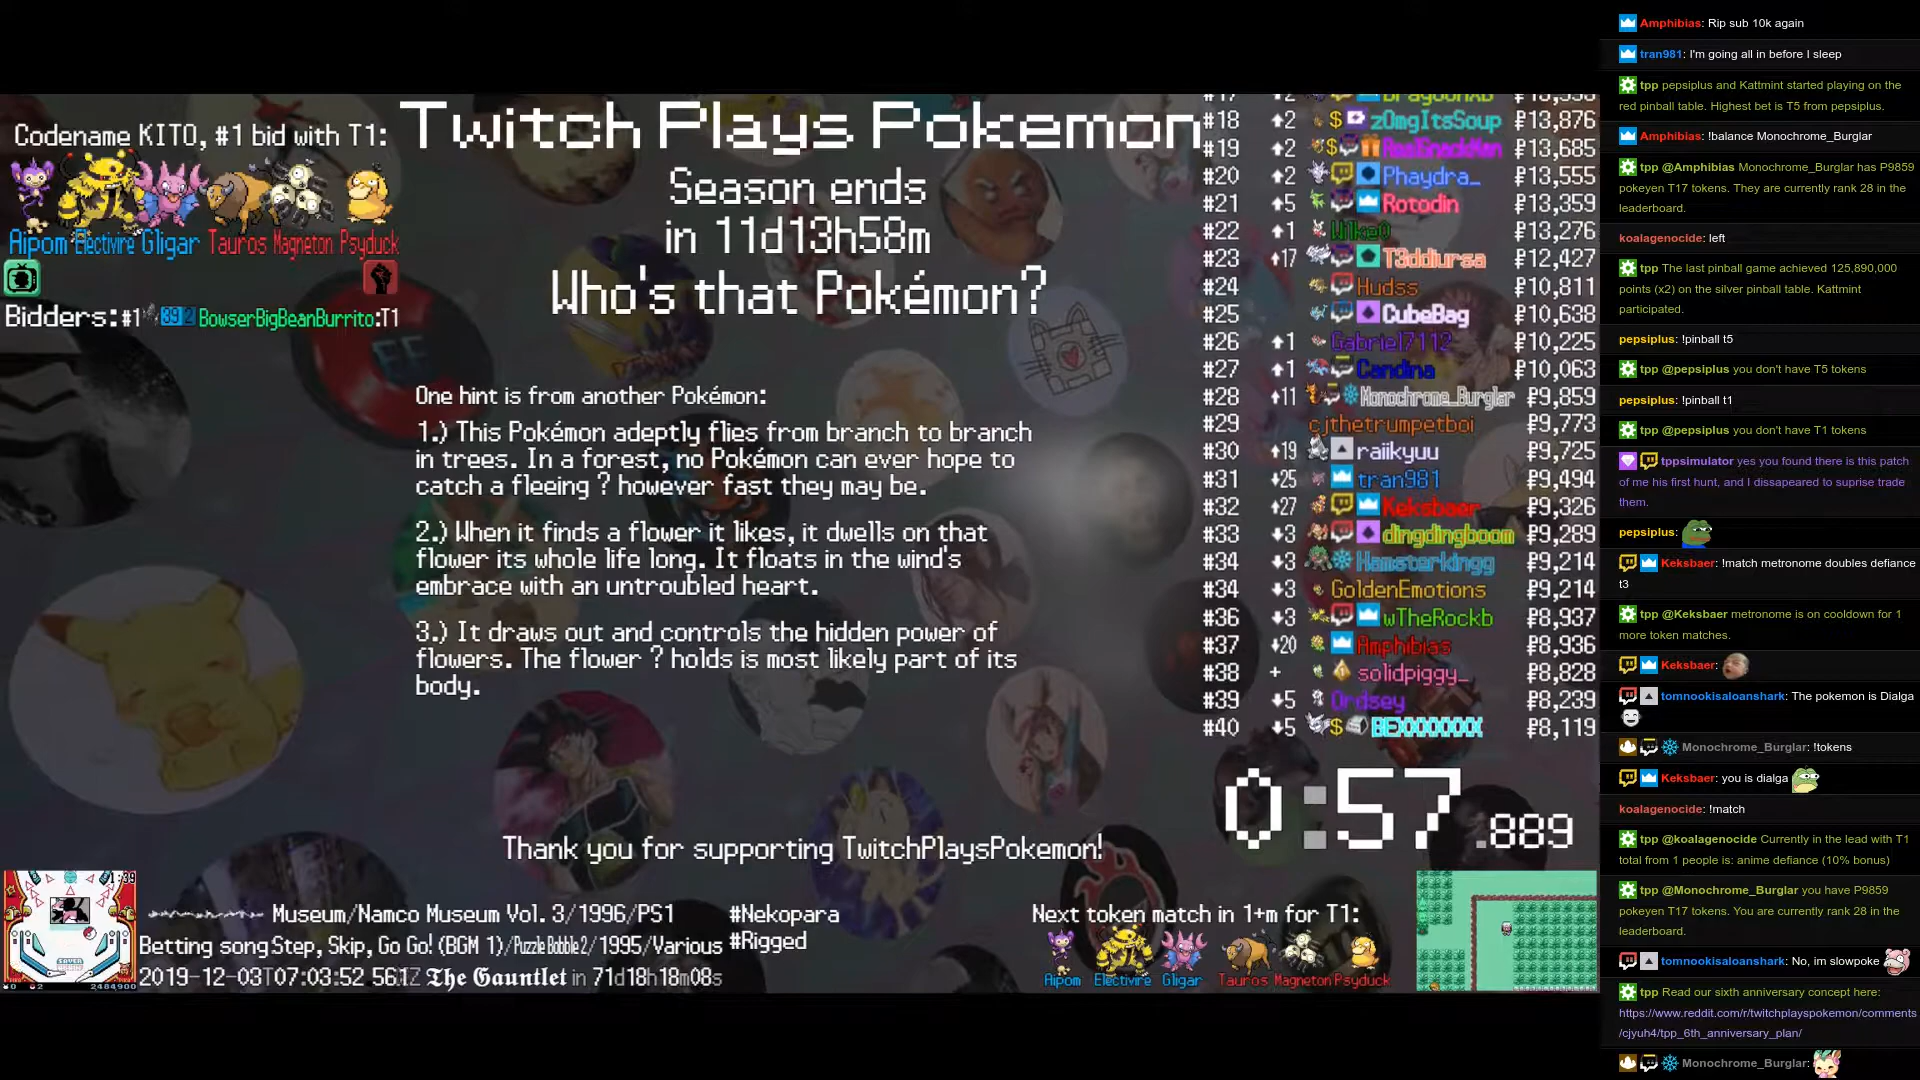 Codename KITO, #1 bid with T1:
Aipom Electivire Gligar Tauros Magneton Psyduck
Bidders:#1 39 2 BowserBigBeanBurrito:T1
Twitch Plays Pokemon
Season ends
in 11d13h58m
Who's that Pokémon?
One hint is from another Pokémon:
1.) This Pokémon adeptly flies from branch to branch
in trees. In a forest, no Pokémon can ever hope to
catch a fleeing ? however fast they may be.
2.) When it finds a flower it likes, it dwells on that
flower its whole life long. It floats in the wind's
embrace with an untroubled heart.
3.) It draws out and controls the hidden power of
flowers. The flower ? holds is most likely part of its
body.
Thank you for supporting TwitchPlaysPokemon!
#18 2 $ z0mgItsSoup ₽13,876
#19 2 $ ₽13,685
#20 2 Phaydra_ ₽13,555
#21 5 Rotodin ₽13,359
#22 1 ₽13,276
#23 17 T3ddiursa ₽12,427
#24 Hudss ₽10,811
#25 CubeBag ₽10,638
#26 1 Gabriel7112 ₽10,225
#27 1 Candina ₽10,063
#28 11 Monochrome_Burglar ₽9,859
#29 cjthetrumpetboi ₽9,773
#30 19 raiikyuu ₽9,725
#31 25 tran981 ₽9,494
#32 27 Keksbaer ₽9,326
#33 3 dingdingboom ₽9,289
#34 3 Hamsterkingg ₽9,214
#34 3 GoldenEmotions ₽9,214
#36 3 wTheRockb ₽8,937
#37 20 Amphibias ₽8,936
#38 + solidpiggy_ ₽8,828
#39 5 Ordsey ₽8,239
#40 5 $ BEXXXXXXX ₽8,119
0:57.889
Museum/Namco Museum Vol. 3/1996/PS1
Betting song:Step, Skip, Go Go! (BGM 1)/Puzzle Bobble 2/1995/Various
2019-12-03T07:03:52 The Gauntlet in 71d18h18m08s
#Nekopara
#Rigged
Next token match in 1+m for T1:
Aipom Electivire Gligar Tauros Magneton Psyduck
Amphibias: Rip sub 10k again
tran981: I'm going all in before I sleep
tpp pepsiplus and Kattmint started playing on the
red pinball table. Highest bet is T5 from pepsiplus.
Amphibias: !balance Monochrome_Burglar
tpp @Amphibias Monochrome_Burglar has P9859
pokeyen T17 tokens. They are currently rank 28 in the
leaderboard.
koalagenocide: left
tpp The last pinball game achieved 125,890,000
points (x2) on the silver pinball table. Kattmint
participated.
pepsiplus: !pinball t5
tpp @pepsiplus you don't have T5 tokens
pepsiplus: !pinball t1
tpp @pepsiplus you don't have T1 tokens
tppsimulator yes you found there is this patch
of me his first hunt, and I dissapeared to suprise trade
them.
pepsiplus:
Keksbaer: !match metronome doubles defiance
t3
tpp @Keksbaer metronome is on cooldown for 1
more token matches.
Keksbaer:
tomnookisaloanshark: The pokemon is Dialga
Monochrome_Burglar: !tokens
Keksbaer: you is dialga
koalagenocide: !match
tpp @koalagenocide Currently in the lead with T1
total from 1 people is: anime defiance (10% bonus)
tpp @Monochrome_Burglar you have P9859
pokeyen T17 tokens. You are currently rank 28 in the
leaderboard.
tomnookisaloanshark: No, im slowpoke
tpp Read our sixth anniversary concept here:
https://www.reddit.com/r/twitchplayspokemon/comments
/cjyuh4/tpp_6th_anniversary_plan/
Monochrome_Burglar: